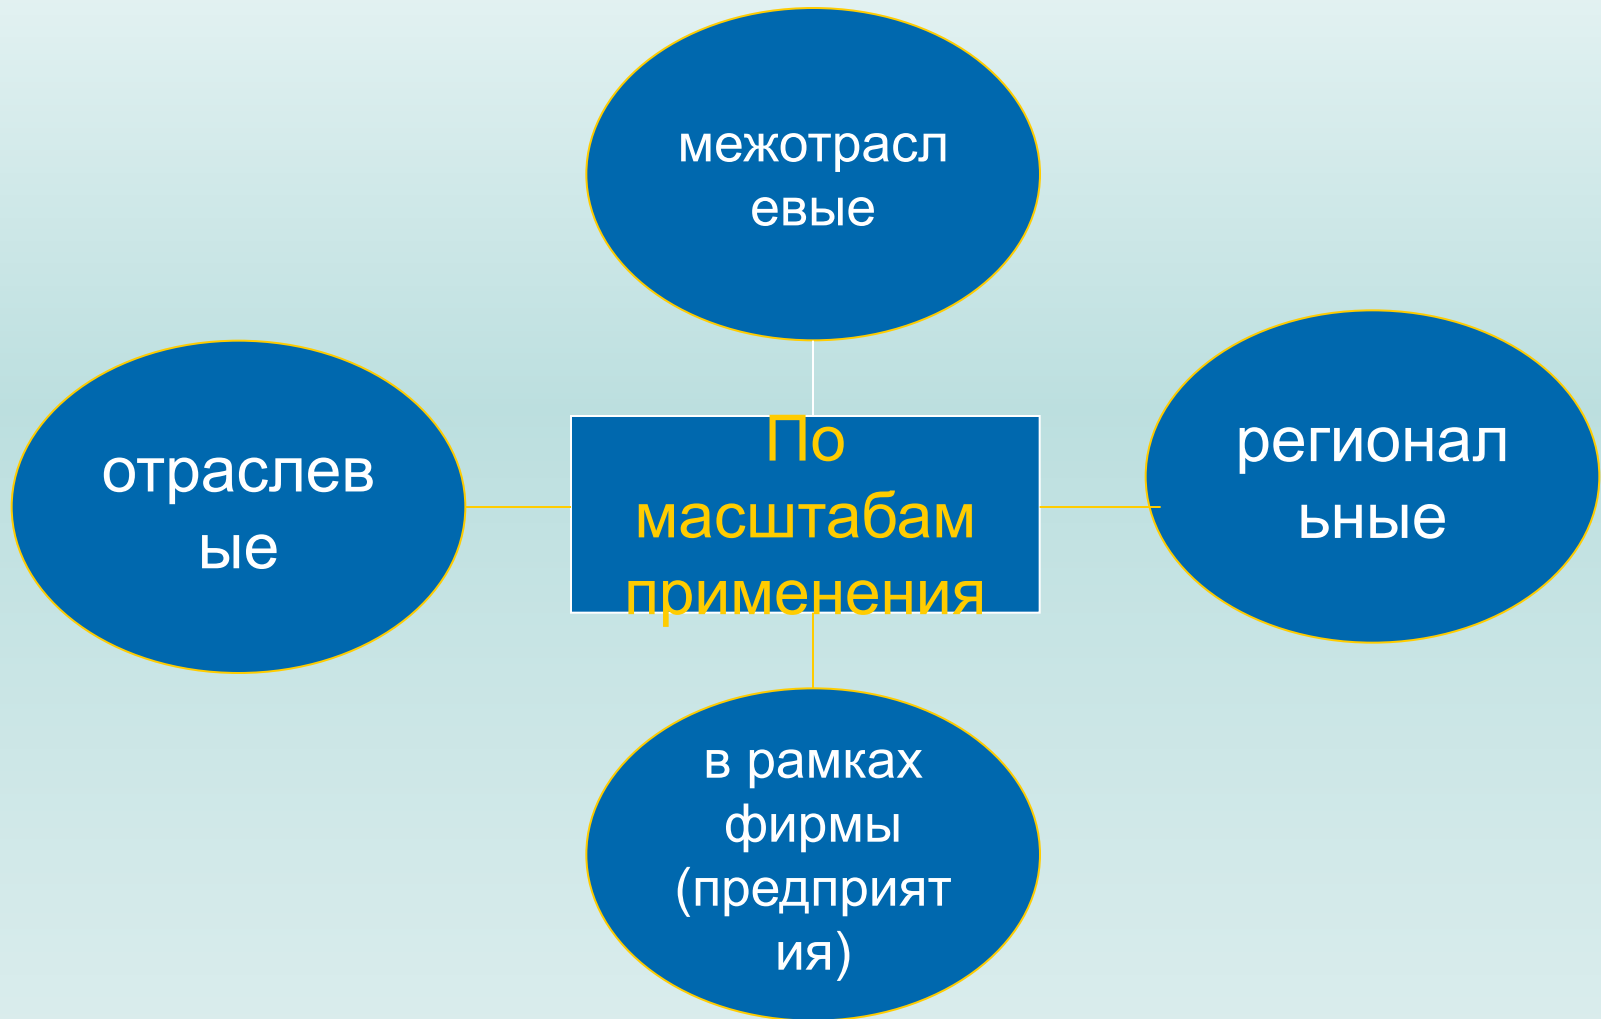 межотрасл
евые
отраслев
ые
По
масштабам
применения
регионал
ьные
в рамках
фирмы
(предприят
ия)